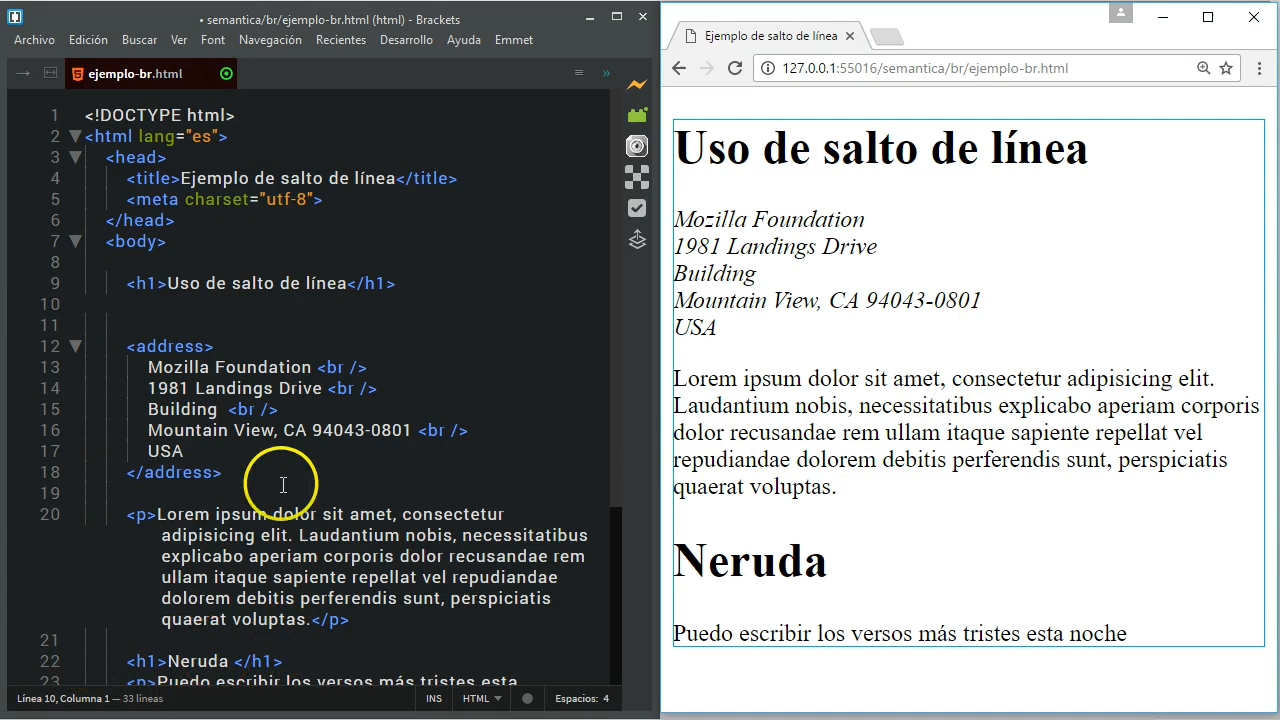 semantica/br/ejemplo-br.html (html) - Brackets
Archivo Edición Buscar Ver Font Navegación Recientes Desarrollo Ayuda Emmet
ejemplo-br.html
1 <!DOCTYPE html>
2 <html lang="es">
3 <head>
4 <title>Ejemplo de salto de línea</title>
5 <meta charset="utf-8">
6 </head>
7 <body>
8
9 <h1>Uso de salto de línea</h1>
10
11
12 <address>
13 Mozilla Foundation <br />
14 1981 Landings Drive <br />
15 Building <br />
16 Mountain View, CA 94043-0801 <br />
17 USA
18 </address>
19
20 <p>Lorem ipsum dolor sit amet, consectetur
adipisicing elit. Laudantium nobis, necessitatibus
explicabo aperiam corporis dolor recusandae rem
ullam itaque sapiente repellat vel repudiandae
dolorem debitis perferendis sunt, perspiciatis
quaerat voluptas.</p>
21
22 <h1>Neruda </h1>
23 <p>Puedo escribir los versos más tristes esta
Línea 10, Columna 1 — 33 líneas INS HTML Espacios: 4
Ejemplo de salto de línea
127.0.0.1:55016/semantica/br/ejemplo-br.html
Uso de salto de línea
Mozilla Foundation
1981 Landings Drive
Building
Mountain View, CA 94043-0801
USA
Lorem ipsum dolor sit amet, consectetur adipisicing elit.
Laudantium nobis, necessitatibus explicabo aperiam corporis
dolor recusandae rem ullam itaque sapiente repellat vel
repudiandae dolorem debitis perferendis sunt, perspiciatis
quaerat voluptas.
Neruda
Puedo escribir los versos más tristes esta noche